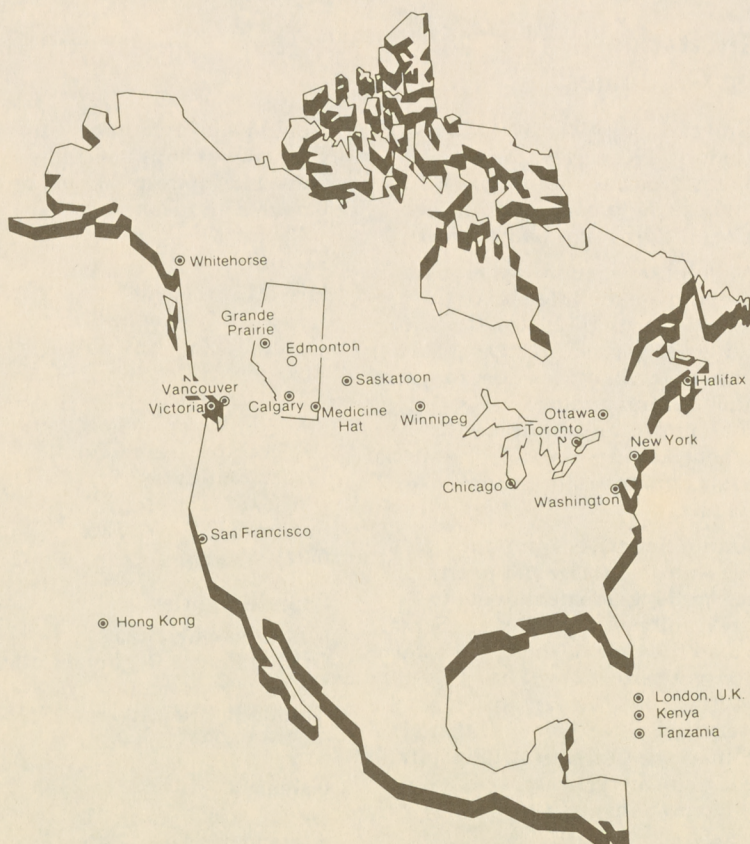 Whitehorse
Grande
Prairie
Edmonton
Saskatoon
Vancouver
Victoria
Calgary
Medicine
Hat
Winnipeg
Ottawa
Toronto
Halifax
New York
Chicago
Washington
San Francisco
Hong Kong
London, U.K.
Kenya
Tanzania